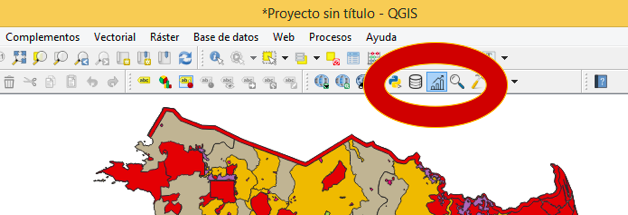 *Proyecto sin título - QGIS
Complementos Vectorial Ráster Base de datos Web Procesos Ayuda